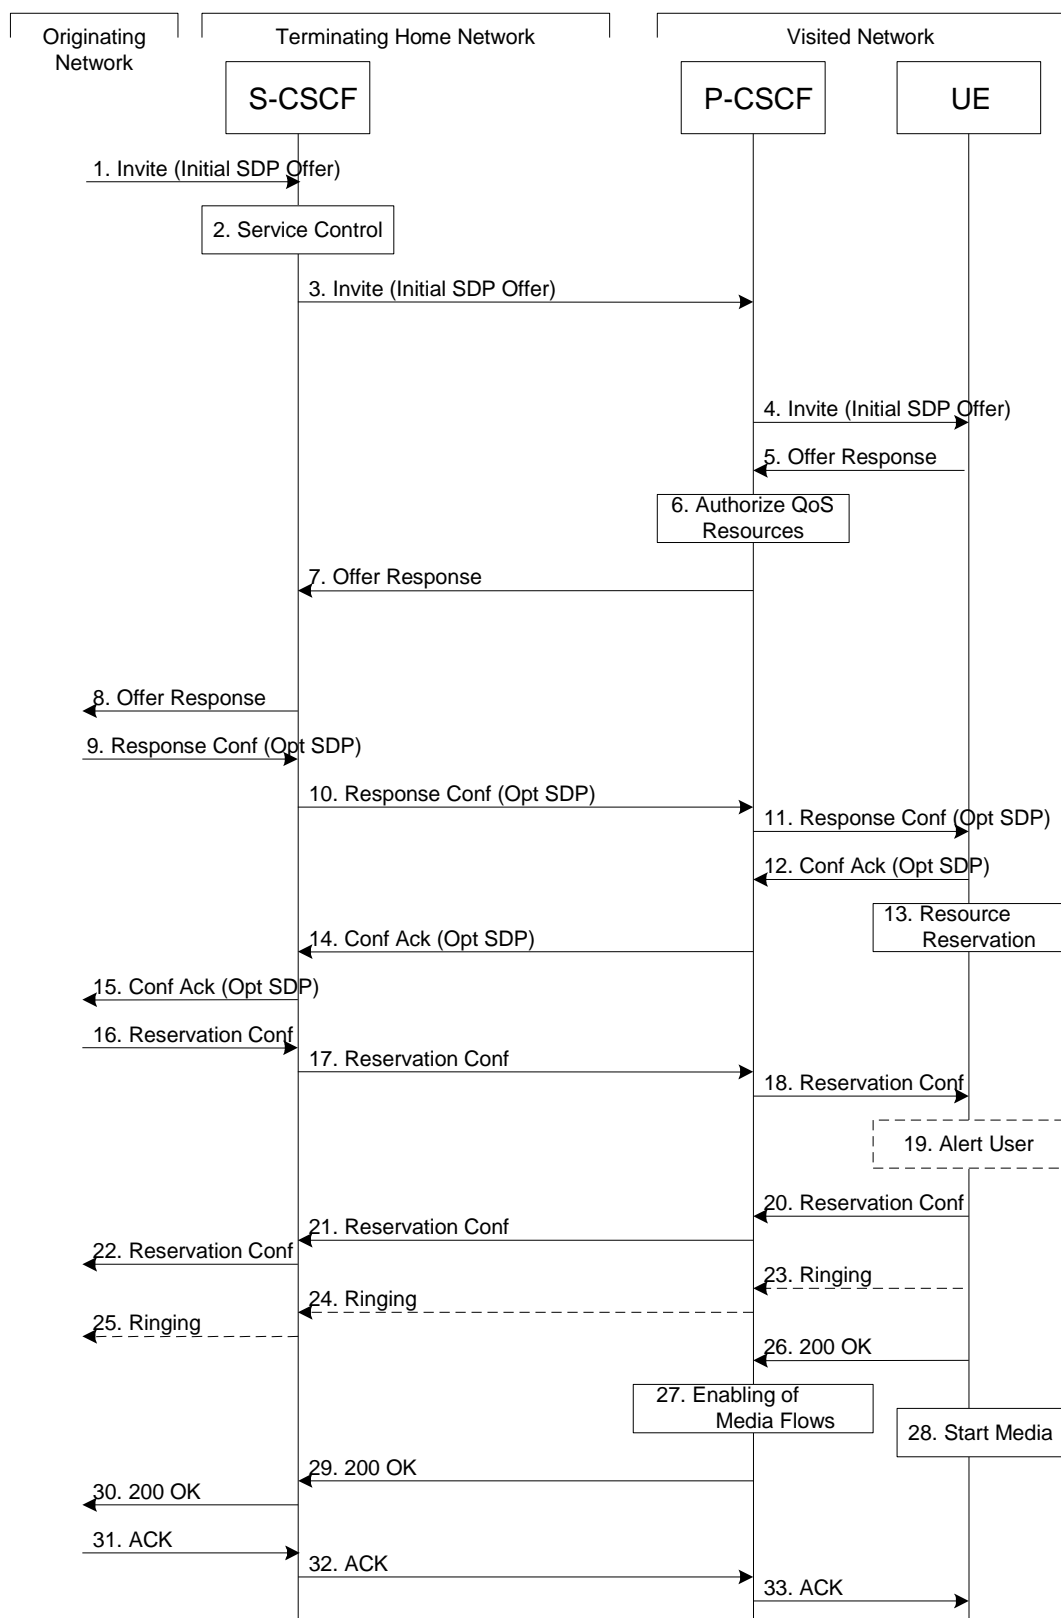 Originating
Network
Terminating Home Network
Visited Network
S-CSCF
P-CSCF
UE
1. Invite (Initial SDP Offer)
2. Service Control
3. Invite (Initial SDP Offer)
4. Invite (Initial SDP Offer)
5. Offer Response
6. Authorize QoS
Resources
7. Offer Response
8. Offer Response
9. Response Conf (Opt SDP)
10. Response Conf (Opt SDP)
11. Response Conf (Opt SDP)
12. Conf Ack (Opt SDP)
13. Resource
Reservation
14. Conf Ack (Opt SDP)
15. Conf Ack (Opt SDP)
16. Reservation Conf
17. Reservation Conf
18. Reservation Conf
19. Alert User
20. Reservation Conf
21. Reservation Conf
22. Reservation Conf
23. Ringing
24. Ringing
25. Ringing
26. 200 OK
27. Enabling of
Media Flows
28. Start Media
29. 200 OK
30. 200 OK
31. ACK
32. ACK
33. ACK